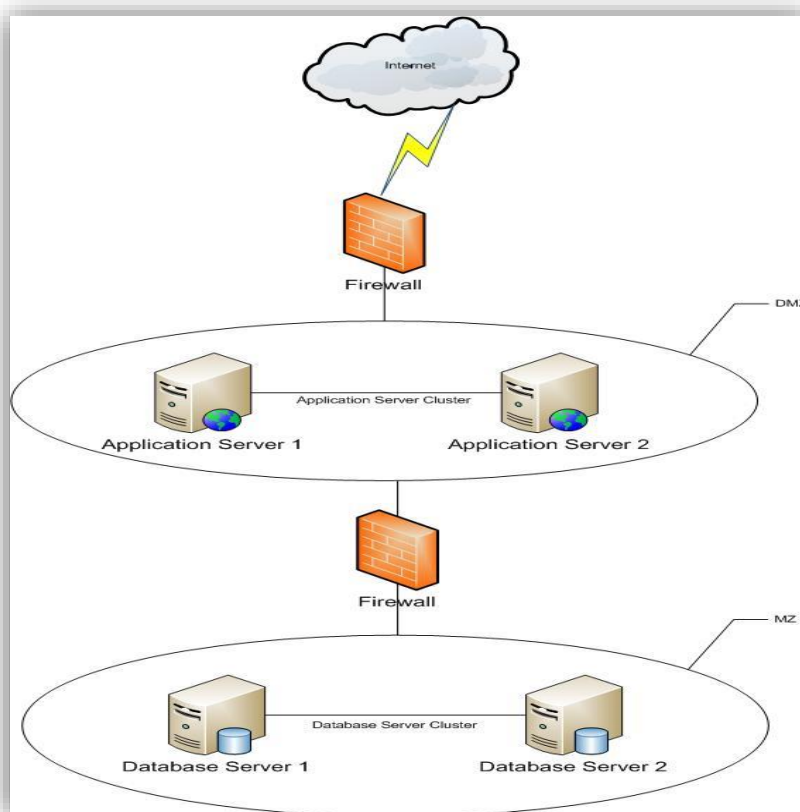 Internet
Firewall
DMZ
Application Server Cluster
Application Server 1
Application Server 2
Firewall
MZ
Database Server Cluster
Database Server 1
Database Server 2